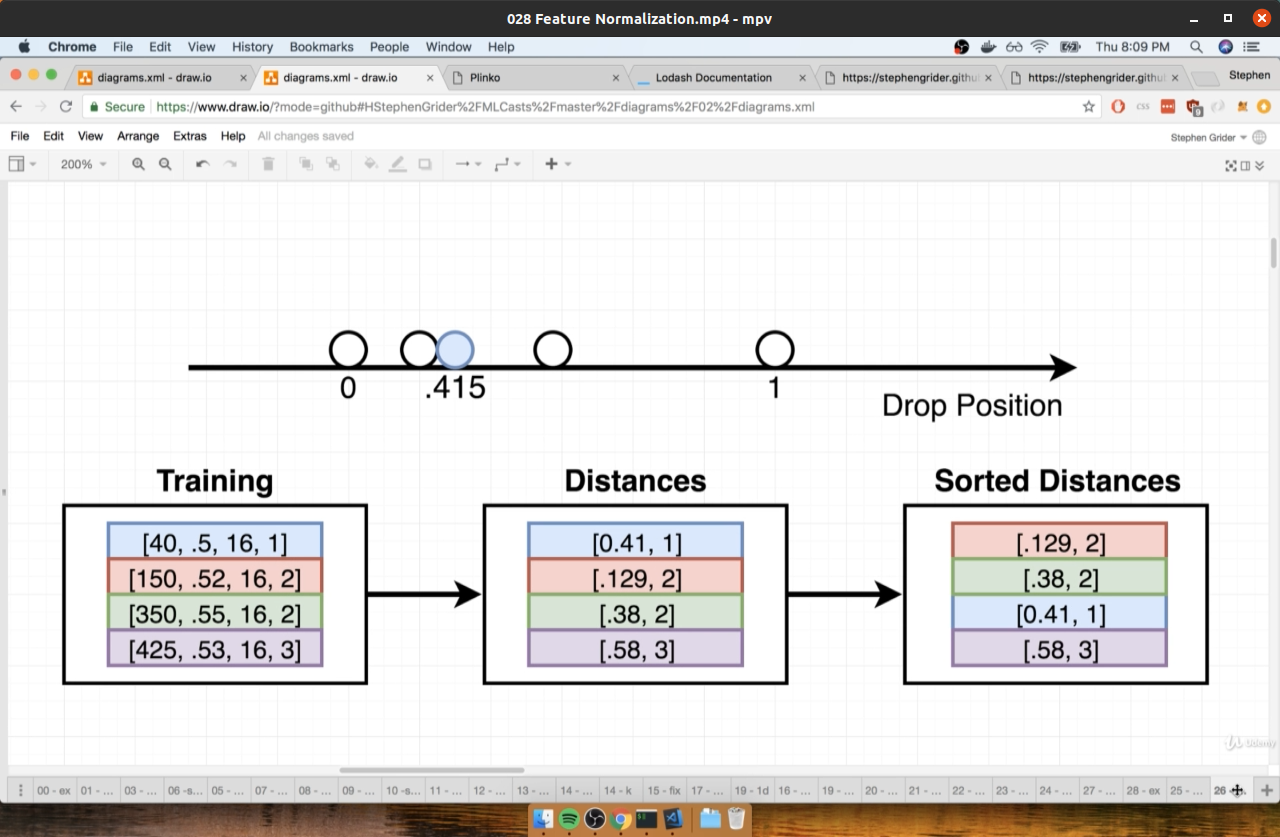 028 Feature Normalization.mp4 - mpv
Chrome File Edit View History Bookmarks People Window Help Thu 8:09 PM
diagrams.xml - draw.io diagrams.xml - draw.io Plinko Lodash Documentation https://stephengrider.githu https://stephengrider.githu Stephen
Secure https://www.draw.io/?mode=github#HStephenGrider%2FMLCasts%2Fmaster%2Fdiagrams%2F02%2Fdiagrams.xml
File Edit View Arrange Extras Help All changes saved Stephen Grider
200%
0 .415 1
Drop Position
Training Distances Sorted Distances
[40, .5, 16, 1] [0.41, 1] [.129, 2]
[150, .52, 16, 2] [.129, 2] [.38, 2]
[350, .55, 16, 2] [.38, 2] [0.41, 1]
[425, .53, 16, 3] [.58, 3] [.58, 3]
Udemy
00 - ex 01 - ... 03 - ... 06 -s... 05 - ... 07 - ... 08 - ... 09 - ... 10 -s... 11 - ... 12 - ... 13 - ... 14 - ... 14 - k 15 - fix 17 - ... 19 - 1d 16 - ... 19 - ... 20 - ... 21 - ... 22 - ... 23 - ... 24 - ... 27 - ... 28 - ex 25 - ... 26